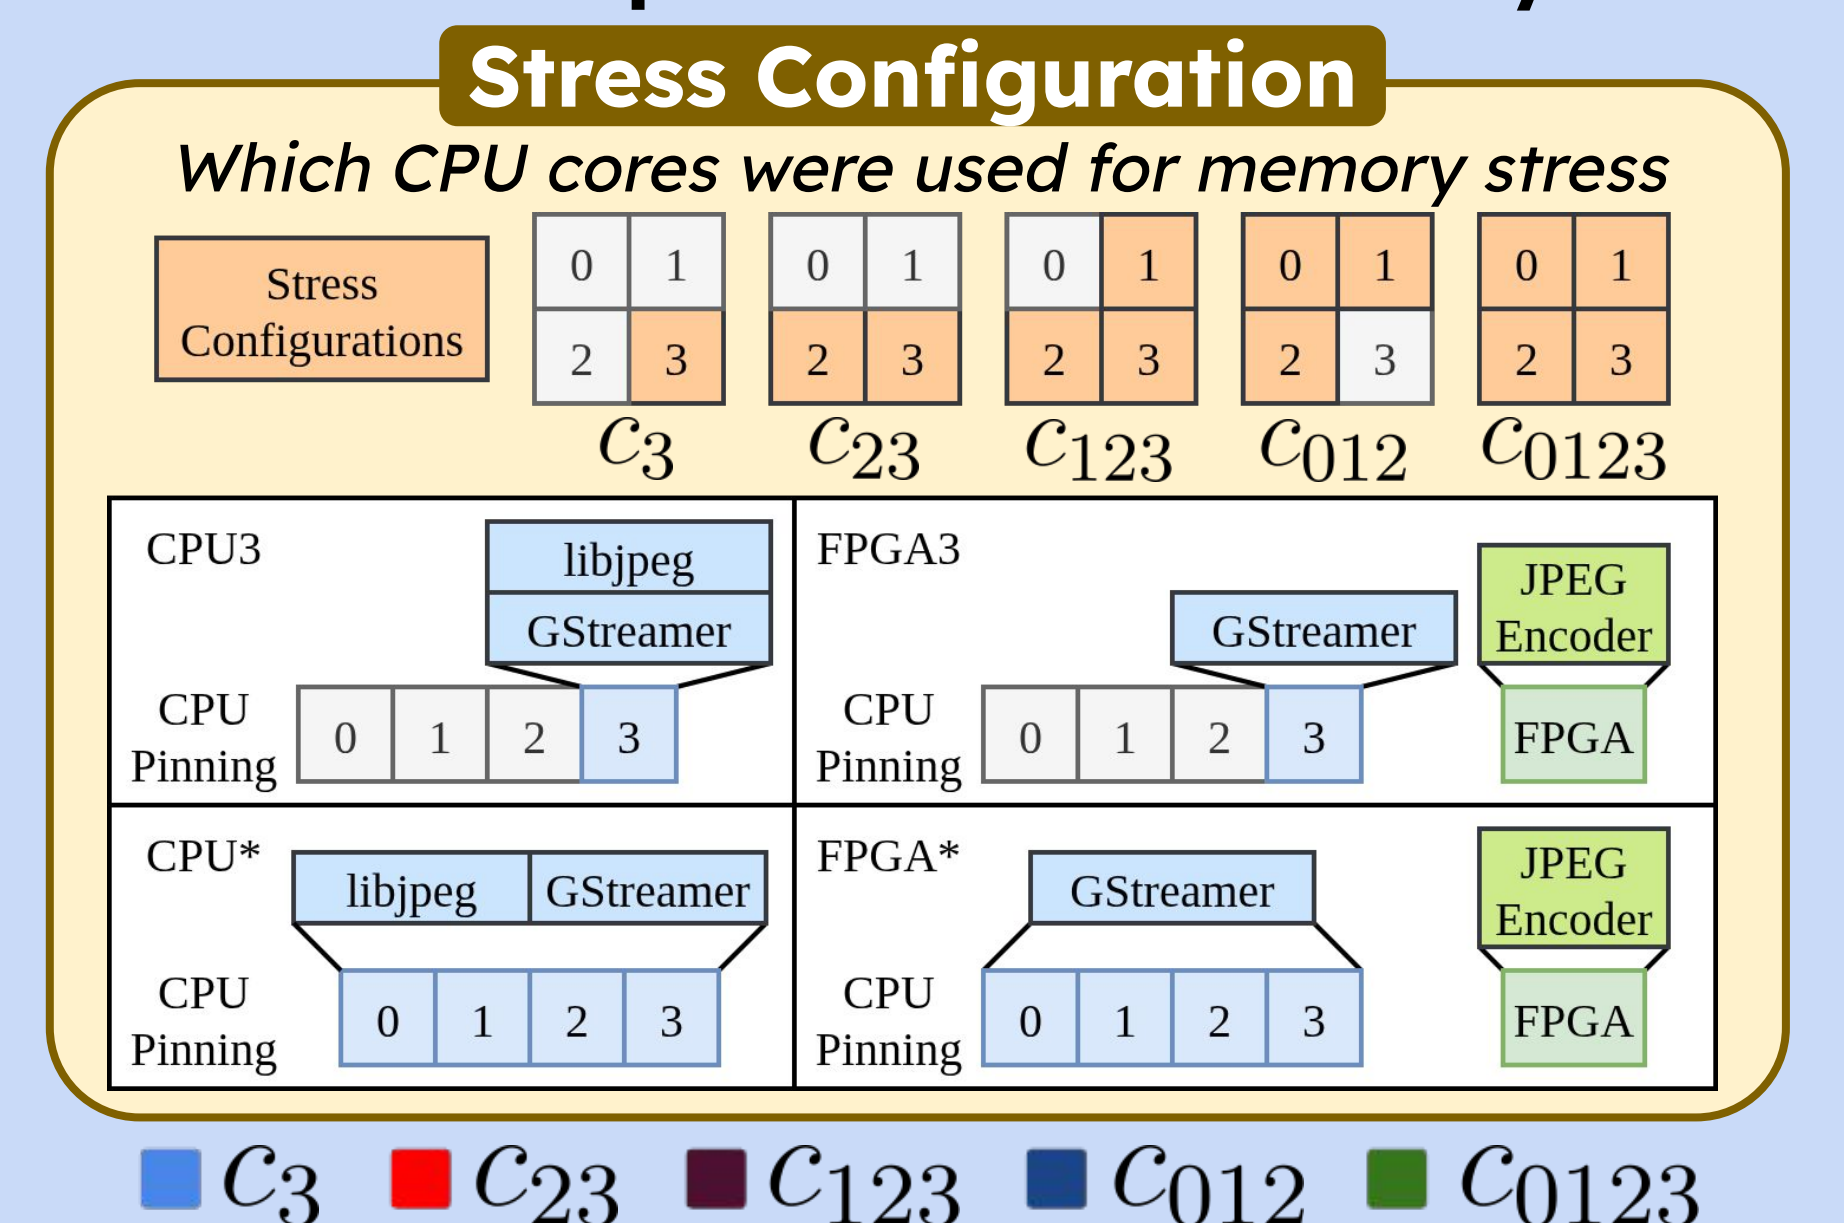 Stress Configuration
Which CPU cores were used for memory stress
Stress
Configurations
0 1 0 1 0 1 0 1 0 1
2 3 2 3 2 3 2 3 2 3
c3 c23 c123 c012 c0123
CPU3
libjpeg
GStreamer
CPU
Pinning
0 1 2 3
FPGA3
GStreamer
JPEG
Encoder
CPU
Pinning
0 1 2 3
FPGA
CPU*
libjpeg GStreamer
CPU
Pinning
0 1 2 3
FPGA*
GStreamer
JPEG
Encoder
CPU
Pinning
0 1 2 3
FPGA
c3 c23 c123 c012 c0123